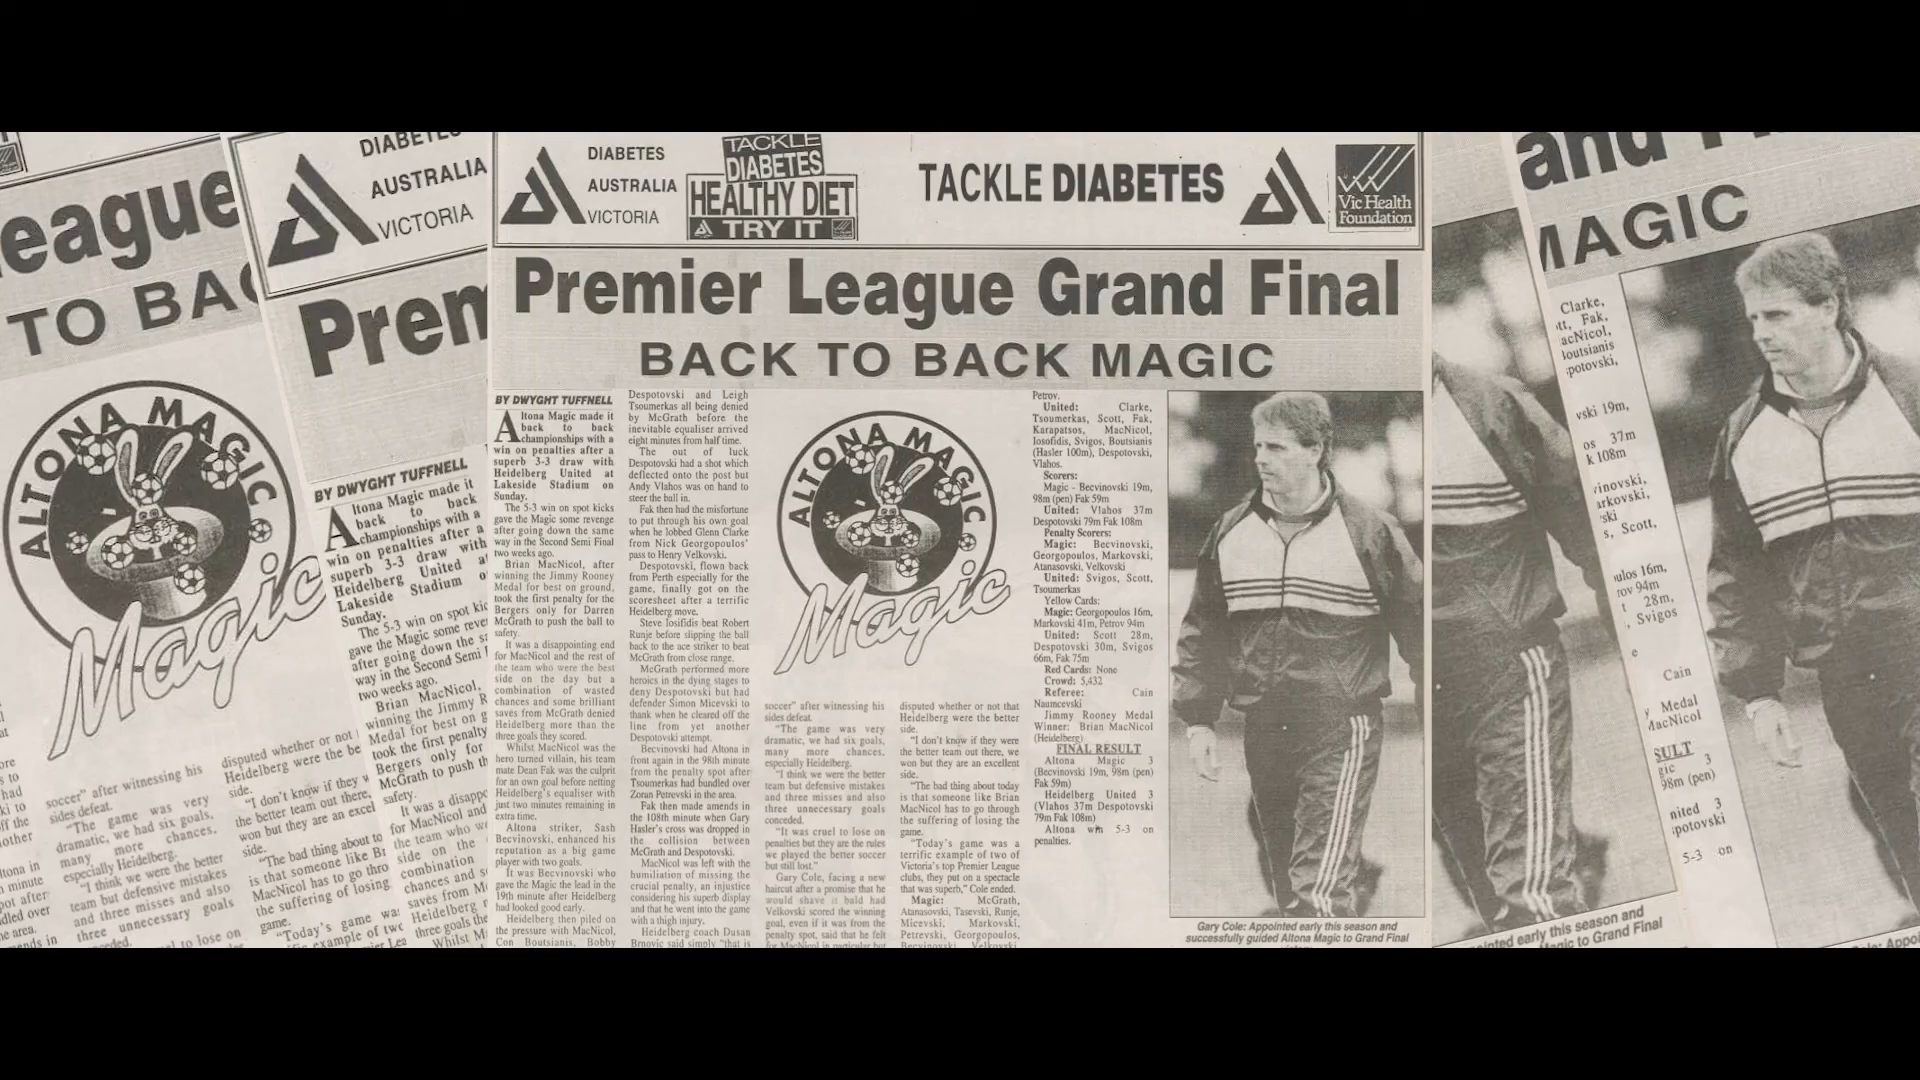 DIABETES
AUSTRALIA
VICTORIA
TACKLE
DIABETES
HEALTHY DIET
TRY IT
TACKLE DIABETES
Vic Health
Foundation
Premier League Grand Final
BACK TO BACK MAGIC
BY DWYGHT TUFFNELL
Altona Magic made it
back to back
championships with a
win on penalties after a
superb 3-3 draw with
Heidelberg United at
Lakeside Stadium on
Sunday.
The 5-3 win on spot kicks
gave the Magic some revenge
after going down the same
way in the Second Semi Final
two weeks ago.
Brian MacNicol, after
winning the Jimmy Rooney
Medal for best on ground,
took the first penalty for the
Bergers only for Darren
McGrath to push the ball to
safety.
It was a disappointing end
for MacNicol and the rest of
the team who were the best
side on the day but a
combination of wasted
chances and some brilliant
saves from McGrath denied
Heidelberg more than the
three goals they scored.
Whilst MacNicol was the
hero turned villain, his team
mate Dean Fak was the culprit
for an own goal before netting
Heidelberg's equaliser with
just two minutes remaining in
extra time.
Altona striker, Sash
Becvinovski, enhanced his
reputation as a big game
player with two goals.
It was Becvinovski who
gave the Magic the lead in the
19th minute after Heidelberg
had looked good early.
Heidelberg then piled on
the pressure with MacNicol,
Con Boutsianis, Bobby
Despotovski and Leigh
Tsoumerkas all being denied
by McGrath before the
inevitable equaliser arrived
eight minutes from half time.
The out of luck
Despotovski had a shot which
deflected onto the post but
Andy Vlahos was on hand to
steer the ball in.
Fak then had the misfortune
to put through his own goal
when he lobbed Glenn Clarke
from Nick Georgopoulos'
pass to Henry Velkovski.
Despotovski, flown back
from Perth especially for the
game, finally got on the
scoresheet after a terrific
Heidelberg move.
Steve Iosifidis beat Robert
Runje before slipping the ball
back to the ace striker to beat
McGrath from close range.
McGrath performed more
heroics in the dying stages to
deny Despotovski but had
defender Simon Micevski to
thank when he cleared off the
line from yet another
Despotovski attempt.
Becvinovski had Altona in
front again in the 98th minute
from the penalty spot after
Tsoumerkas had bundled over
Zoran Petrovski in the area.
Fak then made amends in
the 108th minute when Gary
Hasler's cross was dropped in
the collision between
McGrath and Despotovski.
MacNicol was left with the
humiliation of missing the
crucial penalty, an injustice
considering his superb display
and that he went into the game
with a thigh injury.
Heidelberg coach Dusan
Brnovic said simply "that is
ALTONA MAGIC
Magic
soccer" after witnessing his
sides defeat.
"The game was very
dramatic, we had six goals,
many more chances,
especially Heidelberg.
"I think we were the better
team but defensive mistakes
and three misses and also
three unnecessary goals
conceded.
"It was cruel to lose on
penalties but they are the rules
we played the better soccer
but still lost."
Gary Cole, facing a new
haircut after a promise that he
would shave it bald had
Velkovski scored the winning
goal, even if it was from the
penalty spot, said that he felt
for MacNicol in particular but
disputed whether or not that
Heidelberg were the better
side.
"I don't know if they were
the better team out there, we
won but they are an excellent
side.
"The bad thing about today
is that someone like Brian
MacNicol has to go through
the suffering of losing the
game.
"Today's game was a
terrific example of two of
Victoria's top Premier League
clubs, they put on a spectacle
that was superb," Cole ended.
Magic: McGrath,
Atanasovski, Tasevski, Runje,
Micevski, Markovski,
Petrevski, Georgopoulos,
Becvinovski, Velkovski,
Petrov.
United: Clarke,
Tsoumerkas, Scott, Fak,
Karapatsos, MacNicol,
Iosofidis, Svigos, Boutsianis
(Hasler 100m), Despotovski,
Vlahos.
Scorers:
Magic - Becvinovski 19m,
98m (pen) Fak 59m
United: Vlahos 37m
Despotovski 79m Fak 108m
Penalty Scorers:
Magic: Becvinovski,
Georgopoulos, Markovski,
Atanasovski, Velkovski
United: Svigos, Scott,
Tsoumerkas
Yellow Cards:
Magic: Georgopoulos 16m,
Markovski 41m, Petrov 94m
United: Scott 28m,
Despotovski 30m, Svigos
66m, Fak 75m
Red Cards: None
Crowd: 5,432
Referee: Cain
Naumcevski
Jimmy Rooney Medal
Winner: Brian MacNicol
(Heidelberg)
FINAL RESULT
Altona Magic 3
(Becvinovski 19m, 98m (pen)
Fak 59m)
Heidelberg United 3
(Vlahos 37m Despotovski
79m Fak 108m)
Altona win 5-3 on
penalties.
Gary Cole: Appointed early this season and
successfully guided Altona Magic to Grand Final